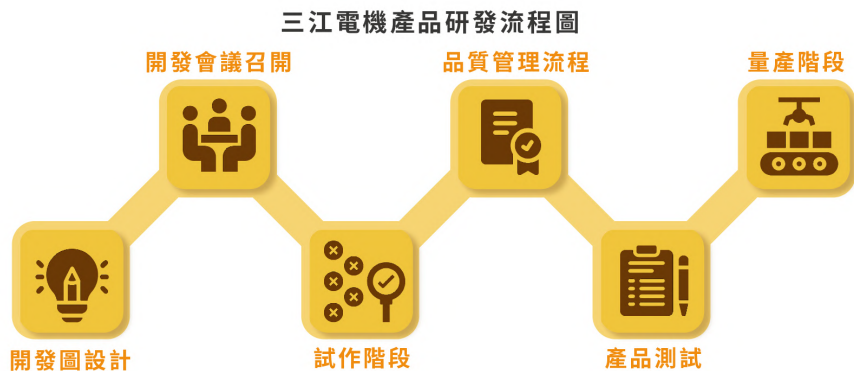 三江電機產品研發流程圖
開發會議召開
品質管理流程
量產階段
開發圖設計
試作階段
產品測試